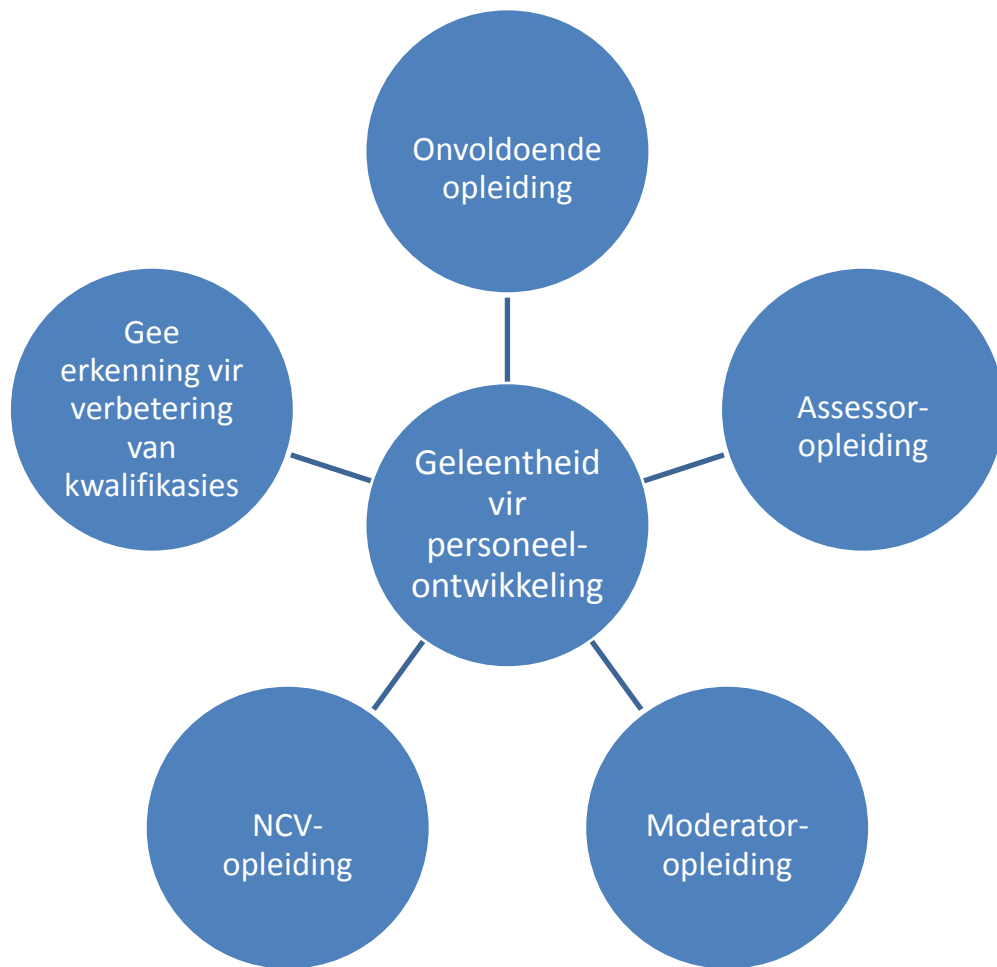 Onvoldoende
opleiding
Gee
erkenning vir
verbetering
van
kwalifikasies
Assessor-
opleiding
Geleentheid
vir
personeel-
ontwikkeling
NCV-
opleiding
Moderator-
opleiding